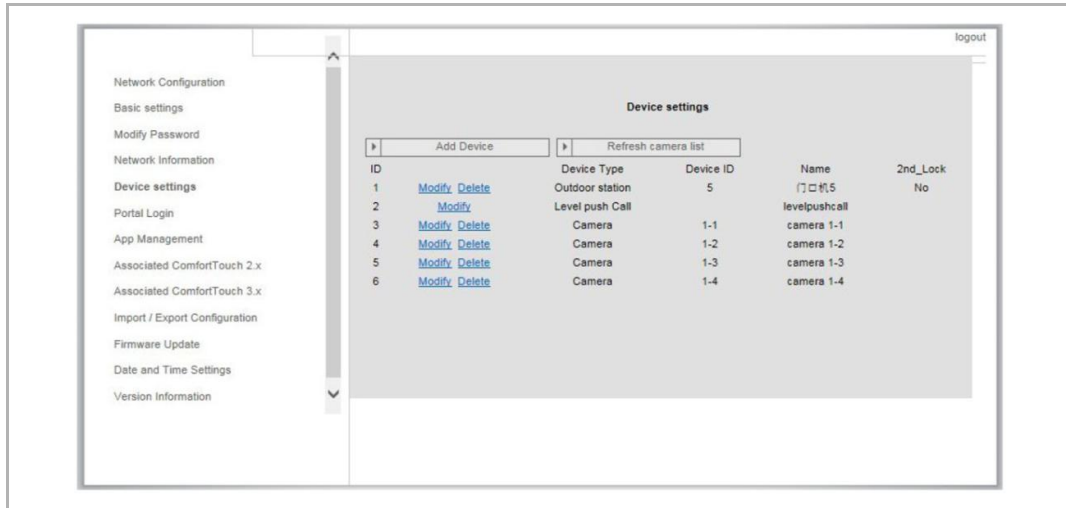 logout
Network Configuration
Basic settings
Modify Password
Network Information
Device settings
Portal Login
App Management
Associated ComfortTouch 2.x
Associated ComfortTouch 3.x
Import / Export Configuration
Firmware Update
Date and Time Settings
Version Information
Device settings
Add Device Refresh camera list
ID Device Type Device ID Name 2nd_Lock
1 Modify Delete Outdoor station 5 门口机5 No
2 Modify Level push Call levelpushcall
3 Modify Delete Camera 1-1 camera 1-1
4 Modify Delete Camera 1-2 camera 1-2
5 Modify Delete Camera 1-3 camera 1-3
6 Modify Delete Camera 1-4 camera 1-4